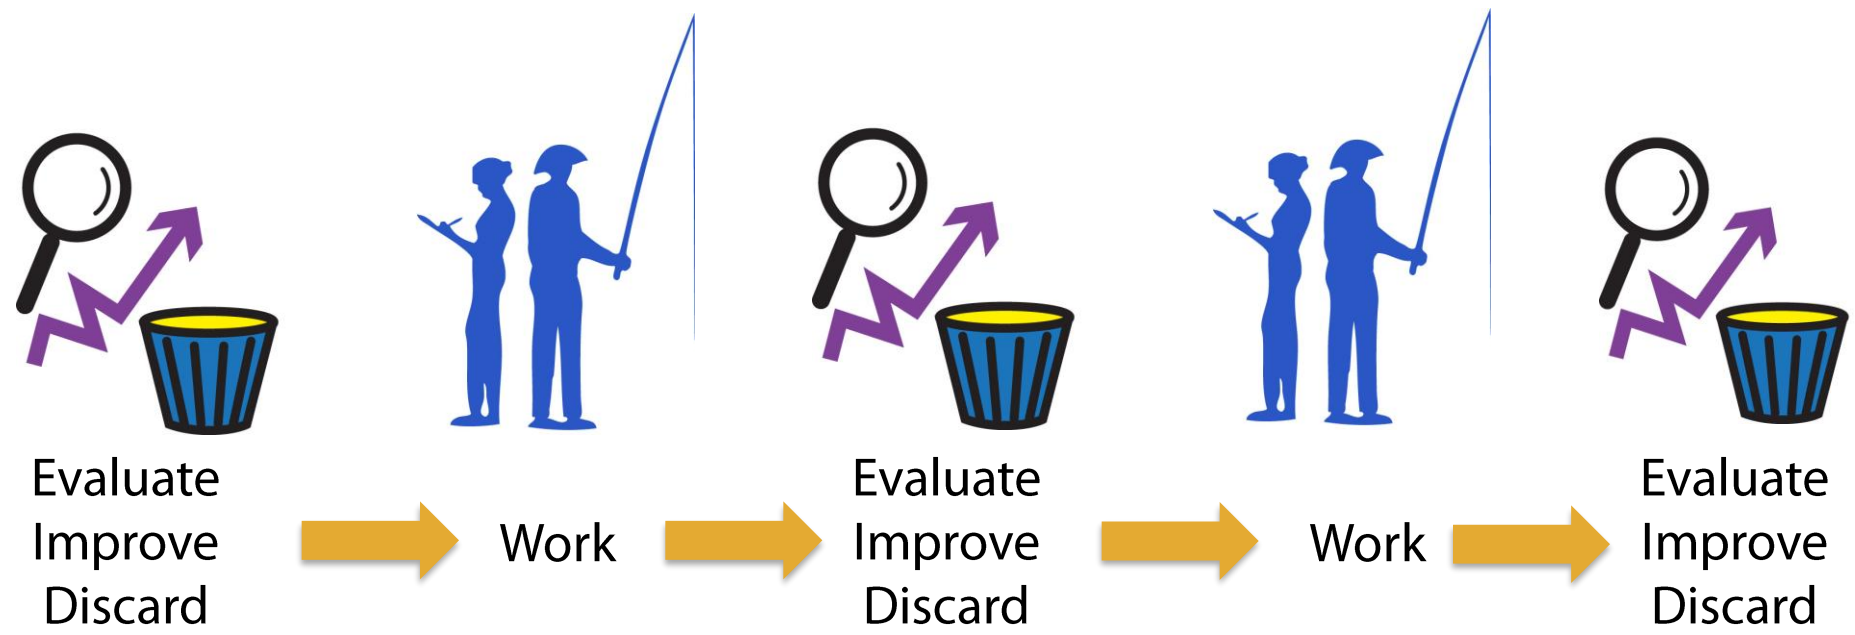 Evaluate
Improve
Discard
Work
Evaluate
Improve
Discard
Work
Evaluate
Improve
Discard